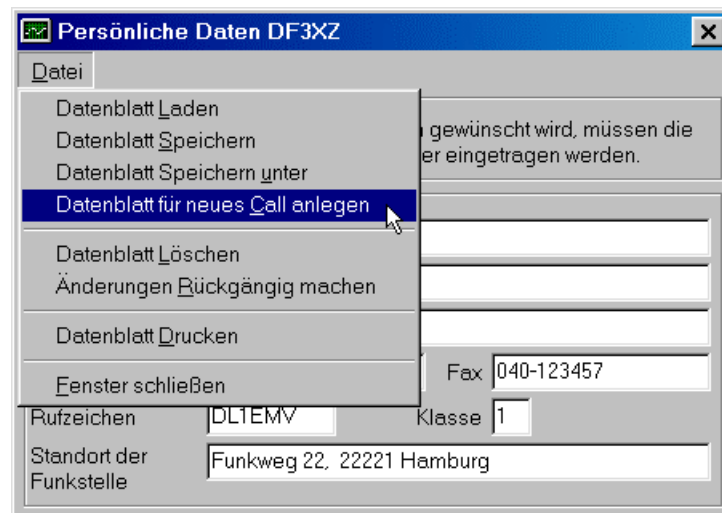 Persönliche Daten DF3XZ
Datei
Datenblatt Laden
Datenblatt Speichern
Datenblatt Speichern unter
Datenblatt für neues Call anlegen
Datenblatt Löschen
Änderungen Rückgängig machen
Datenblatt Drucken
Fenster schließen
gewünscht wird, müssen die
er eingetragen werden.
Fax 040-123457
Rufzeichen DL1EMV Klasse 1
Standort der Funkweg 22, 22221 Hamburg
Funkstelle